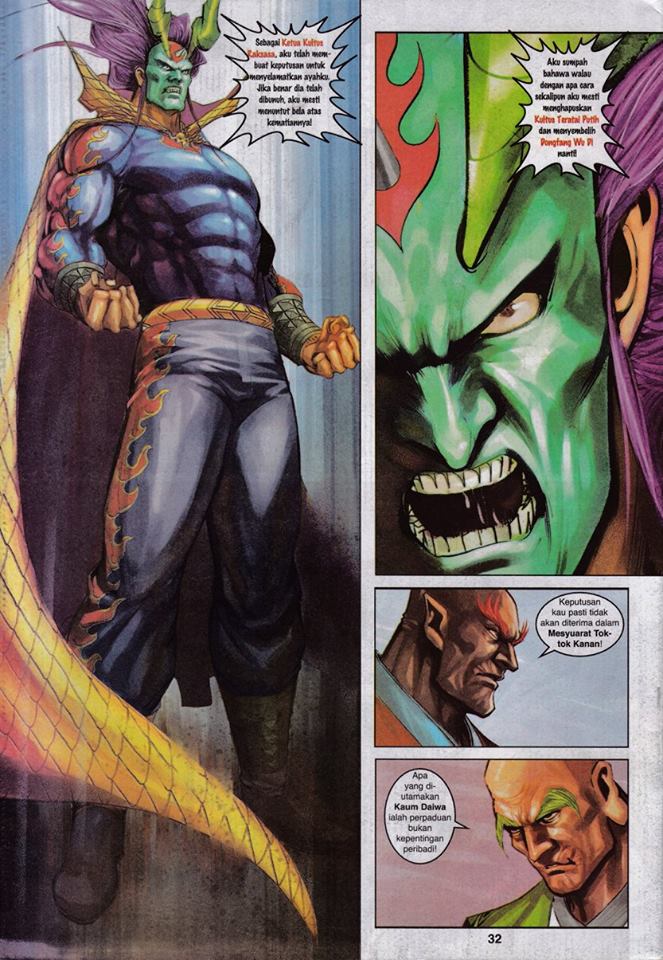 Sebagai Ketua Kultus
Raksasa, aku telah mem-
buat keputusan untuk
menyelamatkan ayahku.
Jika benar dia telah
dibunuh, aku mesti
menuntut bela atas
kematiannya!
Aku sumpah
bahawa walau
dengan apa cara
sekalipun aku mesti
menghapuskan
Kultus Teratai Putih
dan menyembelih
Dongfang Wu Di
nanti!
Keputusan
kau pasti tidak
akan diterima dalam
Mesyuarat Tok-
tok Kanan!
Apa
yang di-
utamakan
Kaum Daiwa
ialah perpaduan
bukan
kepentingan
peribadi!
32